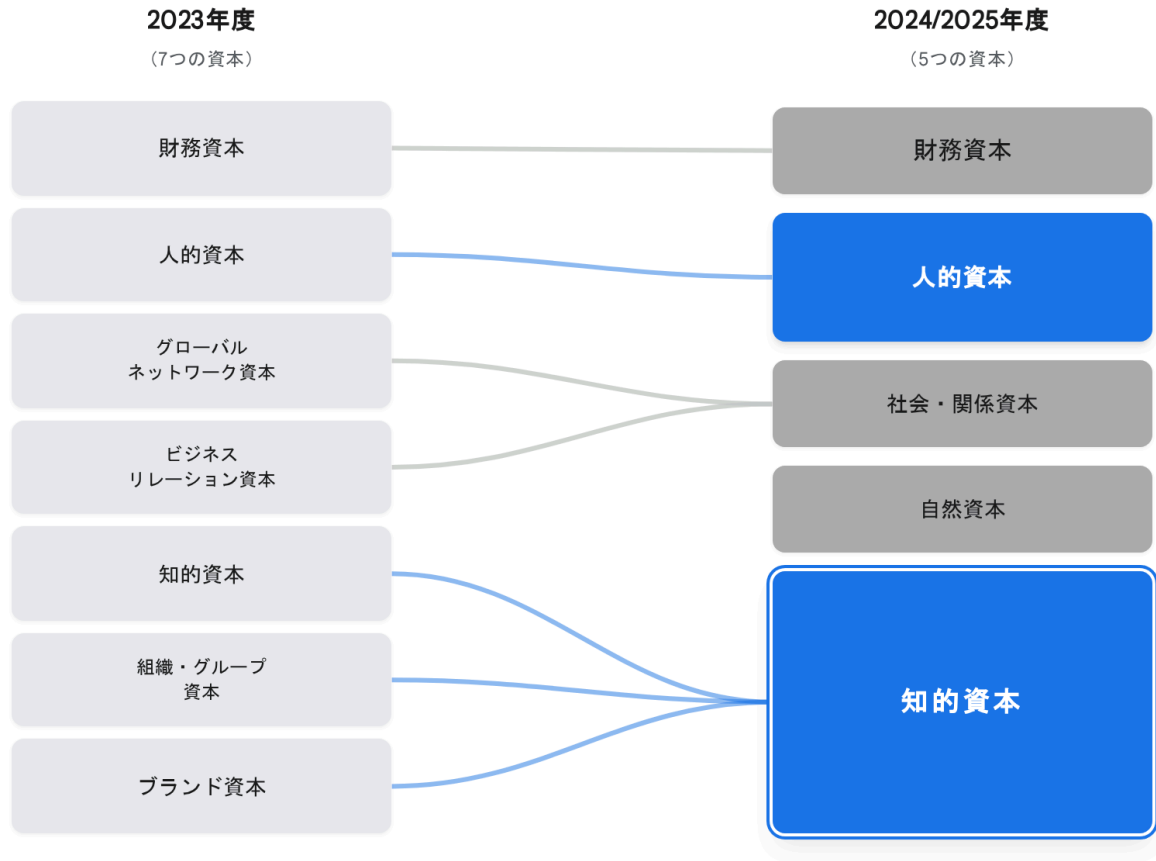 2023年度
（7つの資本）
財務資本
人的資本
グローバル
ネットワーク資本
ビジネス
リレーション資本
知的資本
組織・グループ
資本
ブランド資本
2024/2025年度
（5つの資本）
財務資本
人的資本
社会・関係資本
自然資本
知的資本